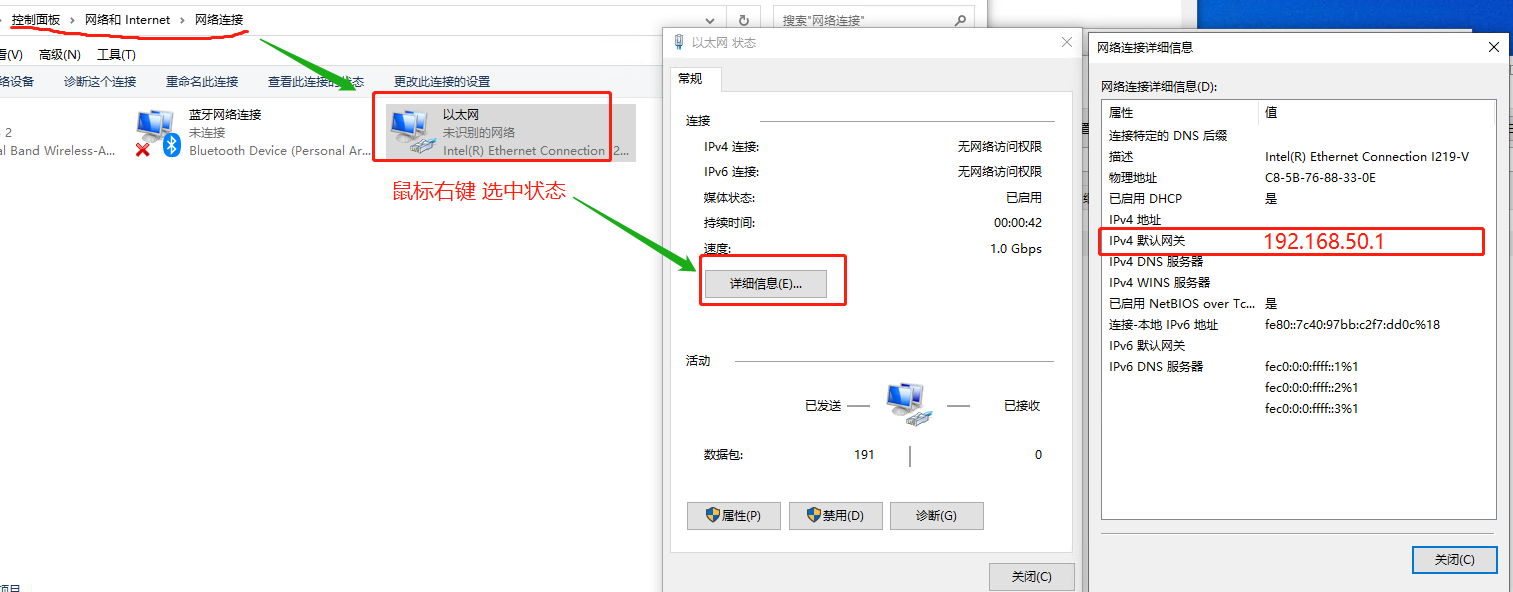 控制面板 › 网络和 Internet › 网络连接
搜索"网络连接"
看(V) 高级(N) 工具(T)
络设备 诊断这个连接 重命名此连接 查看此连接的状态 更改此连接的设置
2
al Band Wireless-A...
蓝牙网络连接
未连接
Bluetooth Device (Personal Ar...
以太网
未识别的网络
Intel(R) Ethernet Connection I2...
鼠标右键 选中状态
项目
以太网 状态
常规
连接
IPv4 连接: 无网络访问权限
IPv6 连接: 无网络访问权限
媒体状态: 已启用
持续时间: 00:00:42
速度: 1.0 Gbps
详细信息(E)...
活动
已发送 — — 已接收
数据包: 191 0
属性(P) 禁用(D) 诊断(G)
关闭(C)
网络连接详细信息
网络连接详细信息(D):
属性 值
连接特定的 DNS 后缀
描述 Intel(R) Ethernet Connection I219-V
物理地址 C8-5B-76-88-33-0E
已启用 DHCP 是
IPv4 地址
IPv4 默认网关 192.168.50.1
IPv4 DNS 服务器
IPv4 WINS 服务器
已启用 NetBIOS over Tc... 是
连接-本地 IPv6 地址 fe80::7c40:97bb:c2f7:dd0c%18
IPv6 默认网关
IPv6 DNS 服务器 fec0:0:0:ffff::1%1
fec0:0:0:ffff::2%1
fec0:0:0:ffff::3%1
关闭(C)